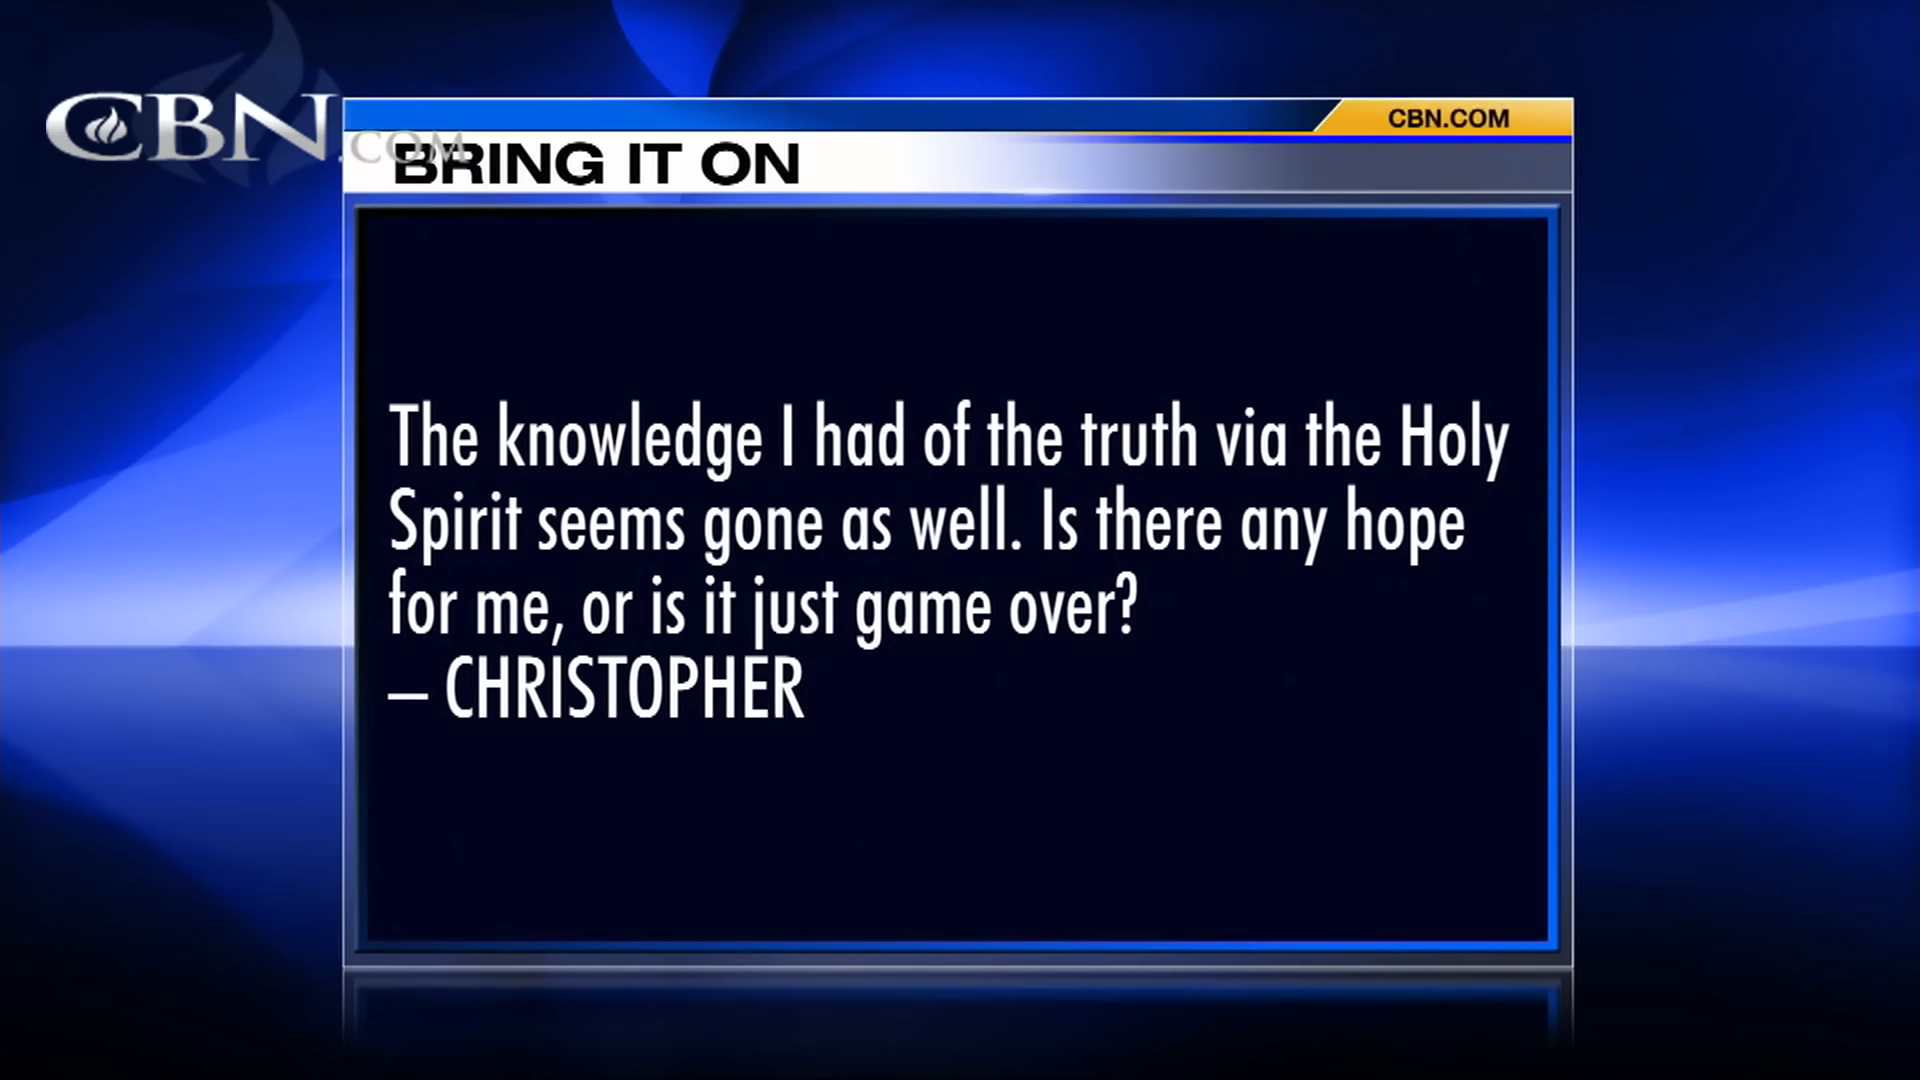 CBN.COM
CBN.COM
BRING IT ON
The knowledge I had of the truth via the Holy
Spirit seems gone as well. Is there any hope
for me, or is it just game over?
– CHRISTOPHER